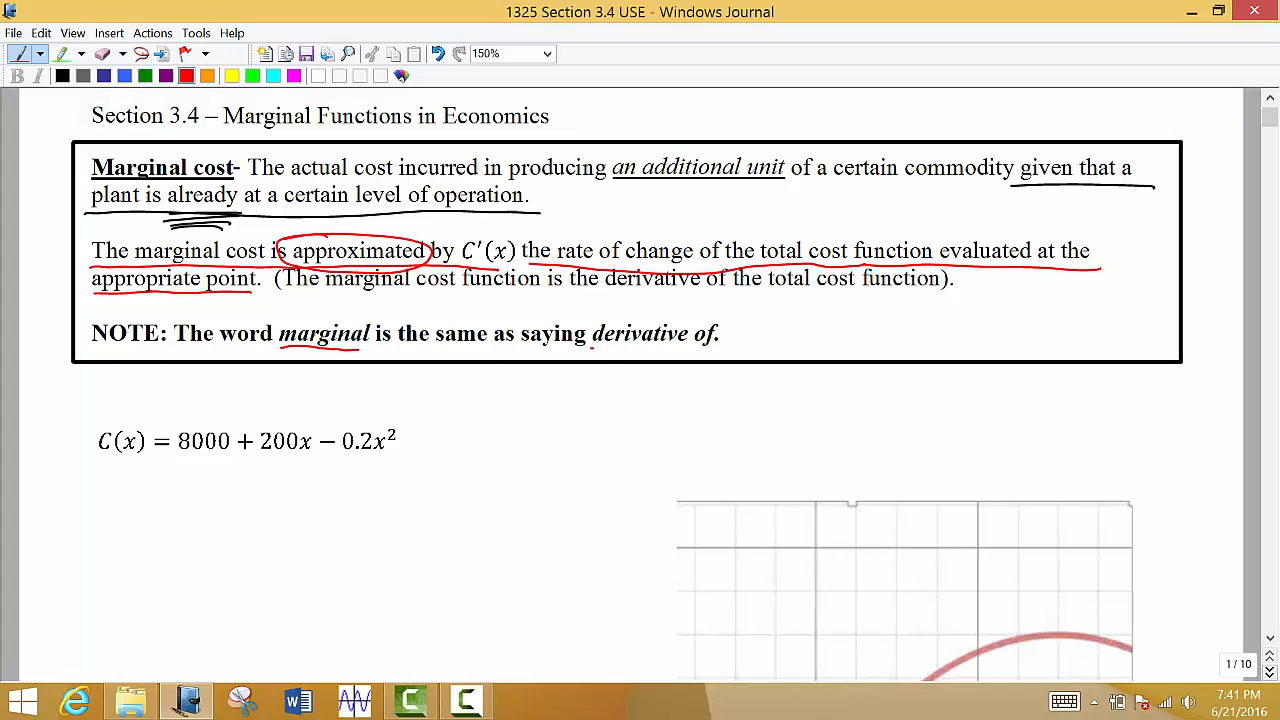 1325 Section 3.4 USE - Windows Journal
File Edit View Insert Actions Tools Help
150%
B I
Section 3.4 – Marginal Functions in Economics
Marginal cost- The actual cost incurred in producing an additional unit of a certain commodity given that a
plant is already at a certain level of operation.
The marginal cost is approximated by C′(x) the rate of change of the total cost function evaluated at the
appropriate point. (The marginal cost function is the derivative of the total cost function).
NOTE: The word marginal is the same as saying derivative of.
C(x) = 8000 + 200x − 0.2x²
1 / 10
7:41 PM
6/21/2016